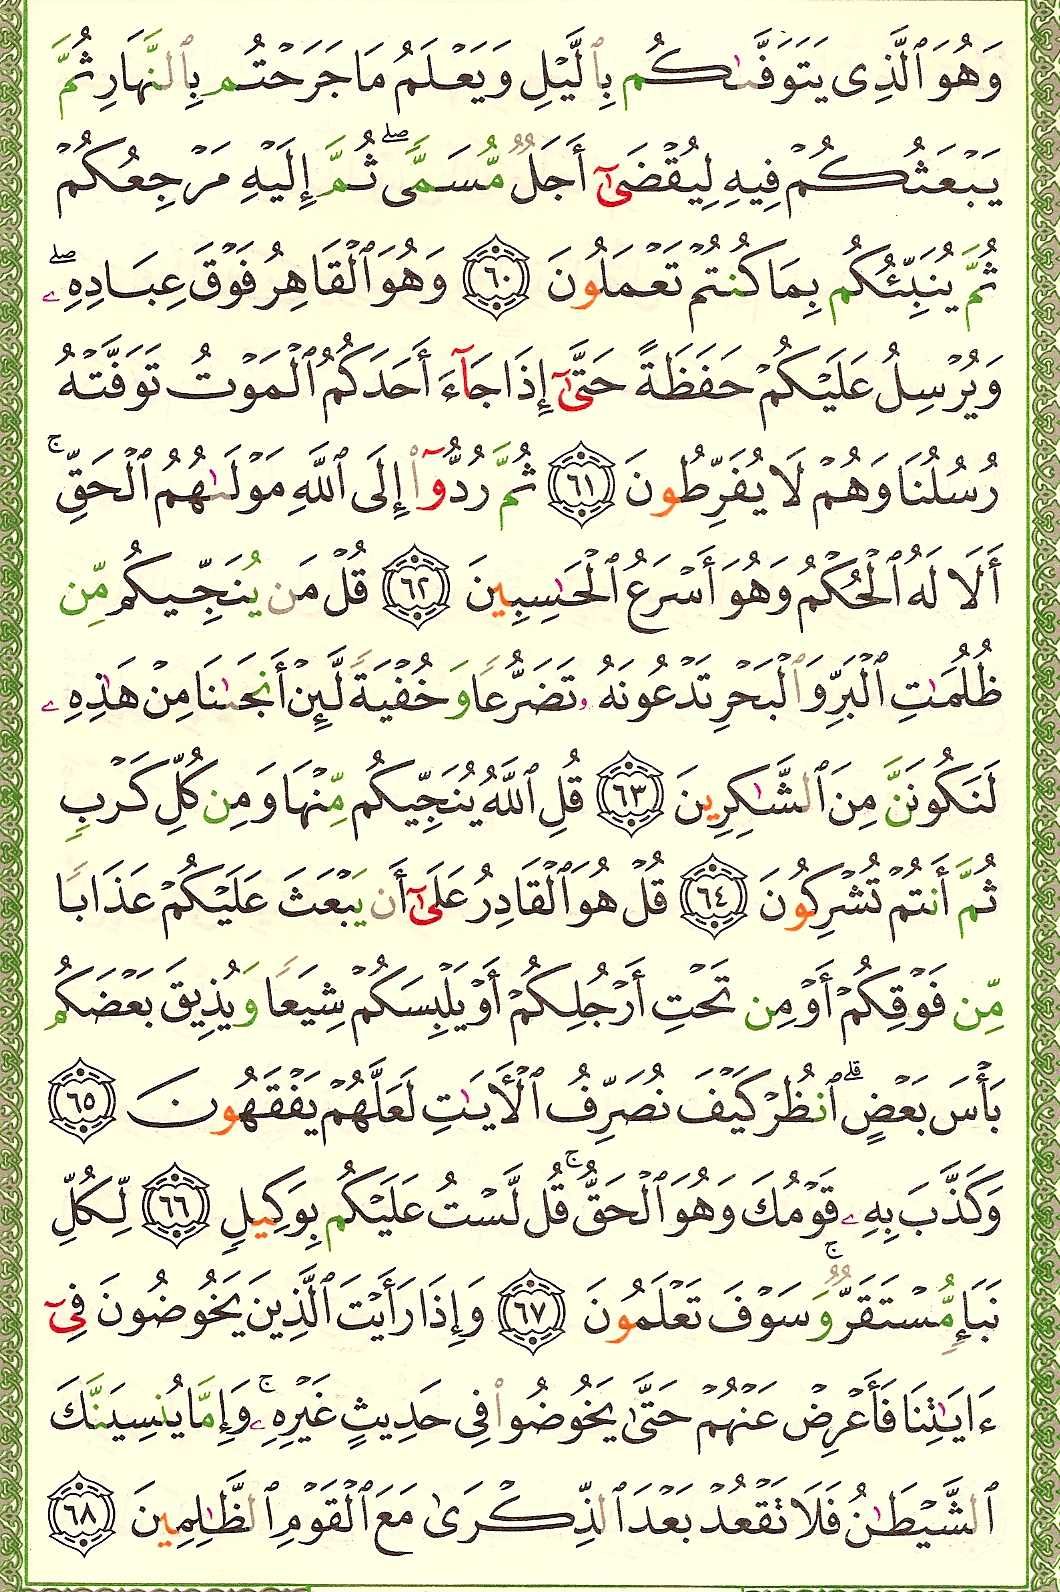 وَهُوَ ٱلَّذِى يَتَوَفَّىٰكُم بِٱلَّيْلِ وَيَعْلَمُ مَا جَرَحْتُم بِٱلنَّهَارِ ثُمَّ
يَبْعَثُكُمْ فِيهِ لِيُقْضَىٰٓ أَجَلٌ مُّسَمًّى ۖ ثُمَّ إِلَيْهِ مَرْجِعُكُمْ
ثُمَّ يُنَبِّئُكُم بِمَا كُنتُمْ تَعْمَلُونَ ۝٦٠ وَهُوَ ٱلْقَاهِرُ فَوْقَ عِبَادِهِۦ ۖ
وَيُرْسِلُ عَلَيْكُمْ حَفَظَةً حَتَّىٰٓ إِذَا جَآءَ أَحَدَكُمُ ٱلْمَوْتُ تَوَفَّتْهُ
رُسُلُنَا وَهُمْ لَا يُفَرِّطُونَ ۝٦١ ثُمَّ رُدُّوٓا۟ إِلَى ٱللَّهِ مَوْلَىٰهُمُ ٱلْحَقِّ ۚ
أَلَا لَهُ ٱلْحُكْمُ وَهُوَ أَسْرَعُ ٱلْحَٰسِبِينَ ۝٦٢ قُلْ مَن يُنَجِّيكُم مِّن
ظُلُمَٰتِ ٱلْبَرِّ وَٱلْبَحْرِ تَدْعُونَهُۥ تَضَرُّعًا وَخُفْيَةً لَّئِنْ أَنجَىٰنَا مِنْ هَٰذِهِۦ
لَنَكُونَنَّ مِنَ ٱلشَّٰكِرِينَ ۝٦٣ قُلِ ٱللَّهُ يُنَجِّيكُم مِّنْهَا وَمِن كُلِّ كَرْبٍ
ثُمَّ أَنتُمْ تُشْرِكُونَ ۝٦٤ قُلْ هُوَ ٱلْقَادِرُ عَلَىٰٓ أَن يَبْعَثَ عَلَيْكُمْ عَذَابًا
مِّن فَوْقِكُمْ أَوْ مِن تَحْتِ أَرْجُلِكُمْ أَوْ يَلْبِسَكُمْ شِيَعًا وَيُذِيقَ بَعْضَكُم
بَأْسَ بَعْضٍ ۗ ٱنظُرْ كَيْفَ نُصَرِّفُ ٱلْءَايَٰتِ لَعَلَّهُمْ يَفْقَهُونَ ۝٦٥
وَكَذَّبَ بِهِۦ قَوْمُكَ وَهُوَ ٱلْحَقُّ ۚ قُل لَّسْتُ عَلَيْكُم بِوَكِيلٍ ۝٦٦ لِّكُلِّ
نَبَإٍ مُّسْتَقَرٌّ ۚ وَسَوْفَ تَعْلَمُونَ ۝٦٧ وَإِذَا رَأَيْتَ ٱلَّذِينَ يَخُوضُونَ فِىٓ
ءَايَٰتِنَا فَأَعْرِضْ عَنْهُمْ حَتَّىٰ يَخُوضُوا۟ فِى حَدِيثٍ غَيْرِهِۦ ۚ وَإِمَّا يُنسِيَنَّكَ
ٱلشَّيْطَٰنُ فَلَا تَقْعُدْ بَعْدَ ٱلذِّكْرَىٰ مَعَ ٱلْقَوْمِ ٱلظَّٰلِمِينَ ۝٦٨